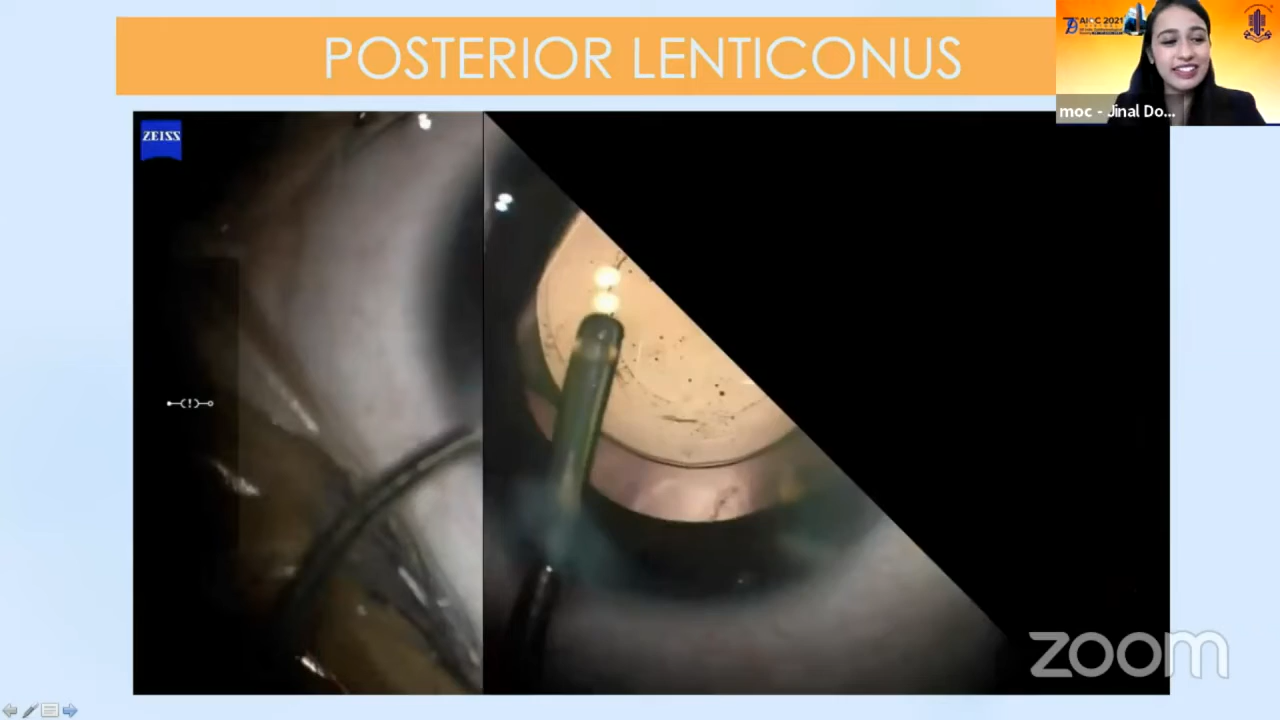 POSTERIOR LENTICONUS
AIOC 2021
moc - Jinal Do...
ZEISS
zoom